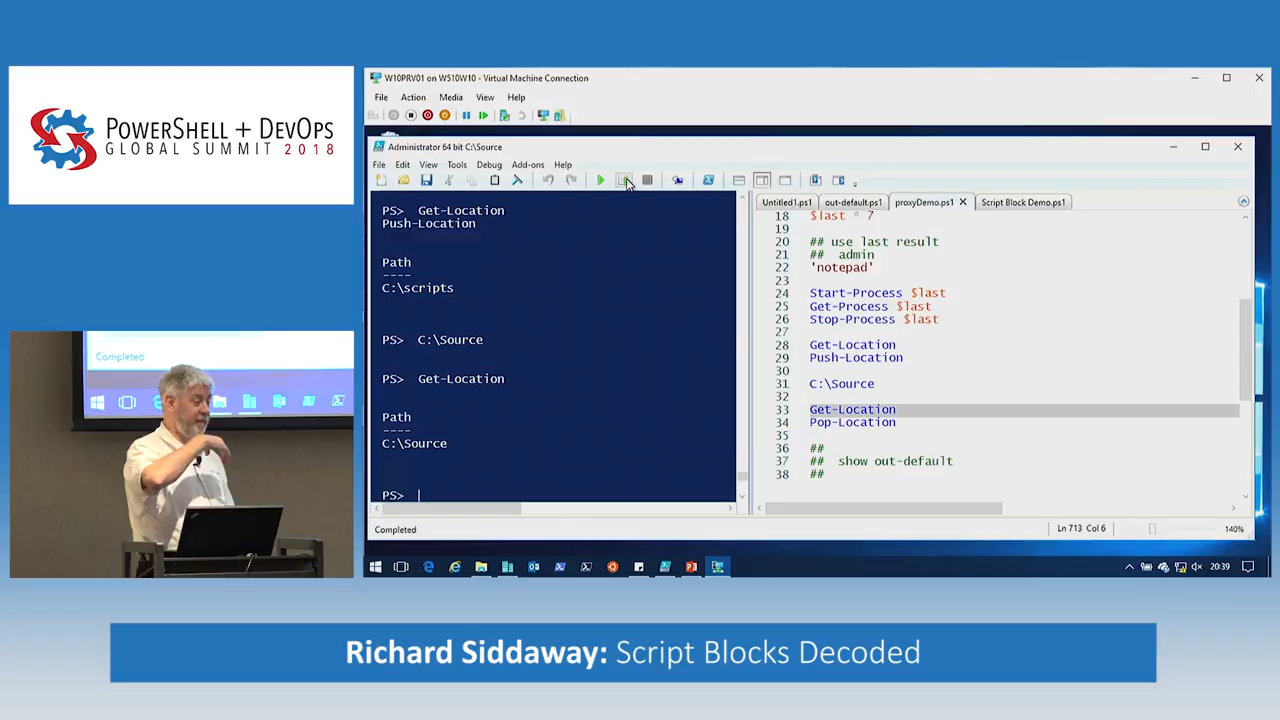 POWERSHELL + DEVOPS
GLOBAL SUMMIT 2018
Completed
W10PRV01 on W510W10 - Virtual Machine Connection
File Action Media View Help
Administrator 64 bit C:\Source
File Edit View Tools Debug Add-ons Help
PS> Get-Location
Push-Location
Path
----
C:\scripts
PS> C:\Source
PS> Get-Location
Path
----
C:\Source
PS>
Completed
Untitled1.ps1 out-default.ps1 proxyDemo.ps1 Script Block Demo.ps1
18 $last * 7
19
20 ## use last result
21 ## admin
22 'notepad'
23
24 Start-Process $last
25 Get-Process $last
26 Stop-Process $last
27
28 Get-Location
29 Push-Location
30
31 C:\Source
32
33 Get-Location
34 Pop-Location
35
36 ##
37 ## show out-default
38 ##
Ln 713 Col 6 140%
20:39
Richard Siddaway: Script Blocks Decoded